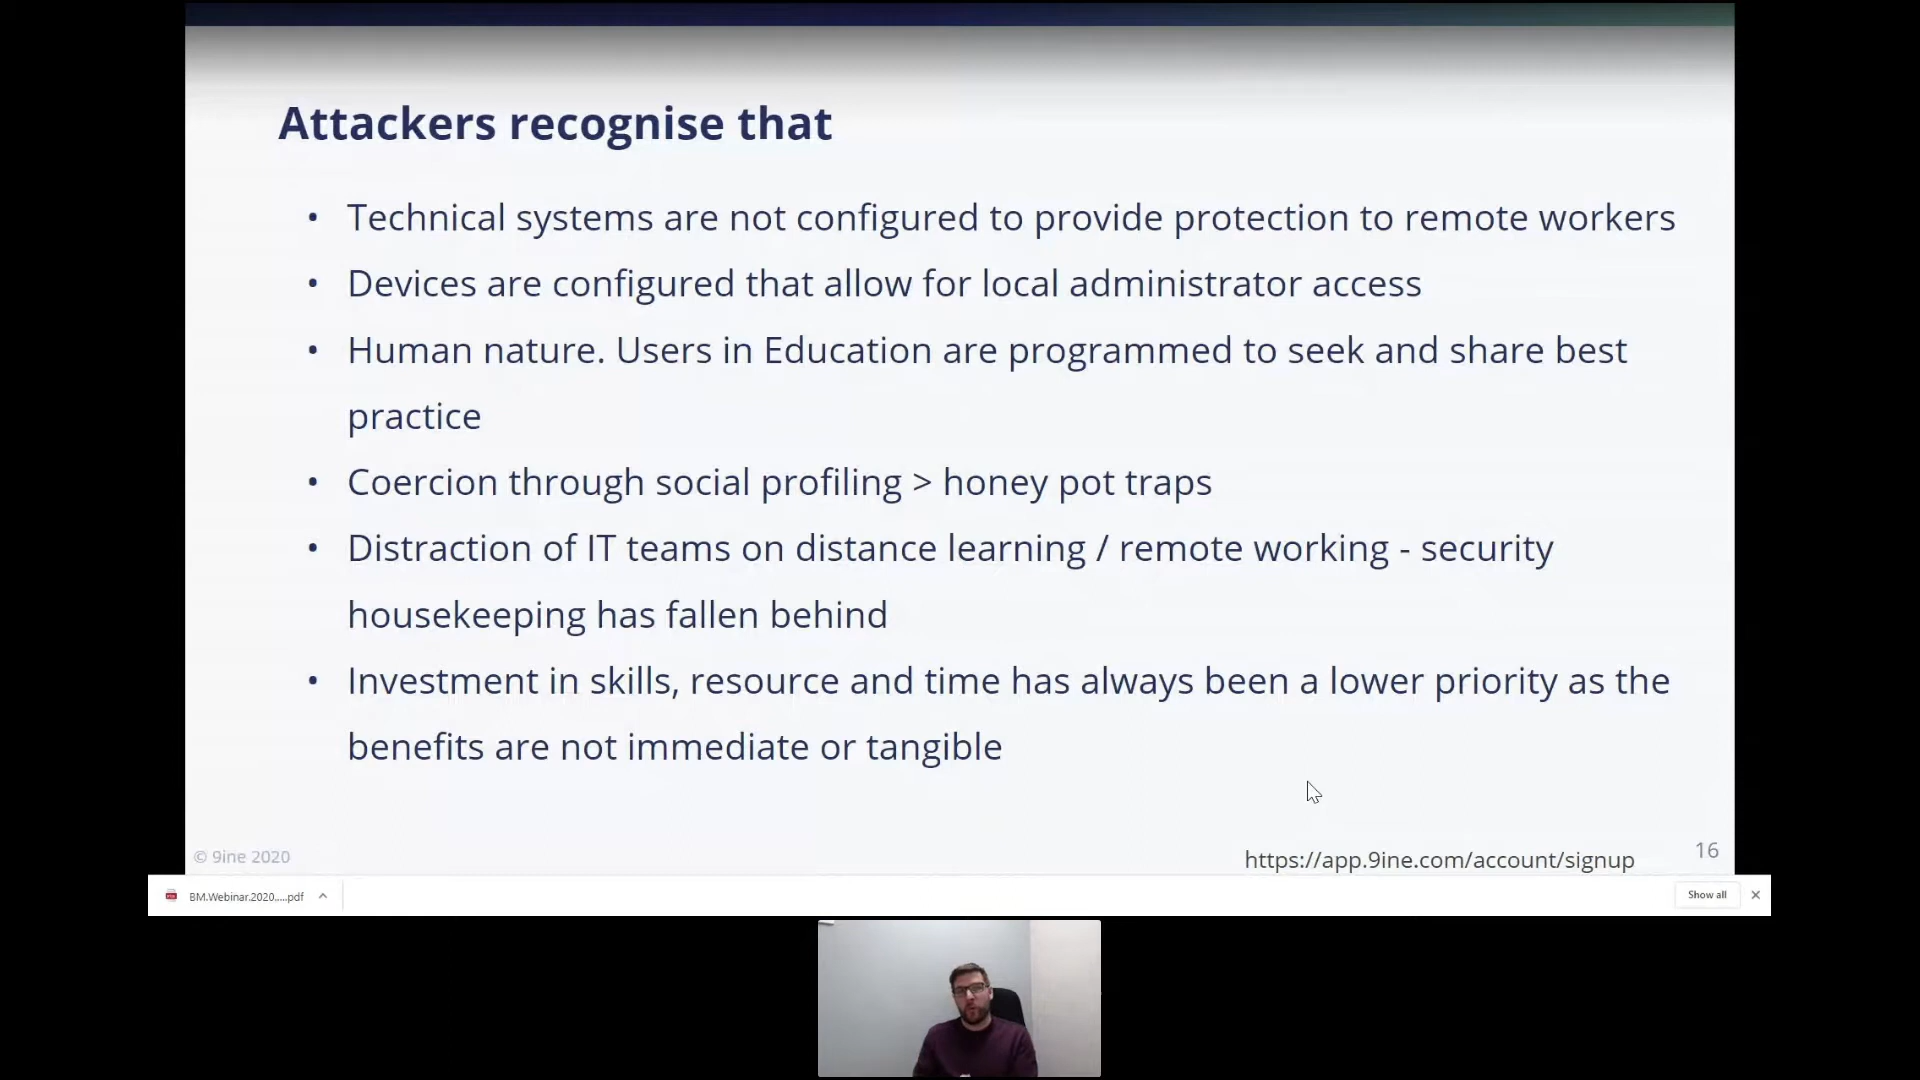 Attackers recognise that
• Technical systems are not configured to provide protection to remote workers
• Devices are configured that allow for local administrator access
• Human nature. Users in Education are programmed to seek and share best
practice
• Coercion through social profiling > honey pot traps
• Distraction of IT teams on distance learning / remote working - security
housekeeping has fallen behind
• Investment in skills, resource and time has always been a lower priority as the
benefits are not immediate or tangible
© 9ine 2020
https://app.9ine.com/account/signup
16
BM.Webinar.2020.....pdf
Show all